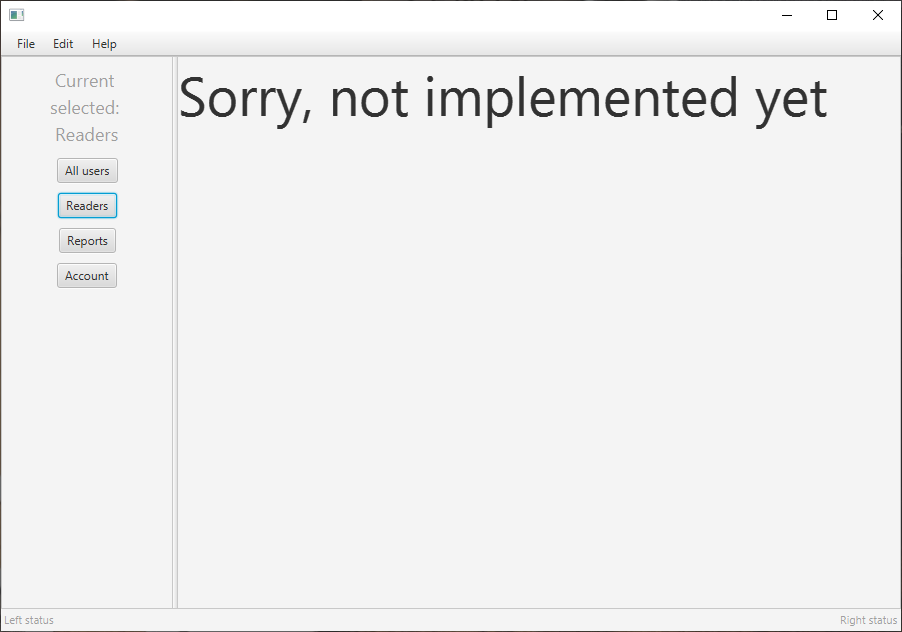 File Edit Help
Current
selected:
Readers
All users
Readers
Reports
Account
Sorry, not implemented yet
Left status
Right status